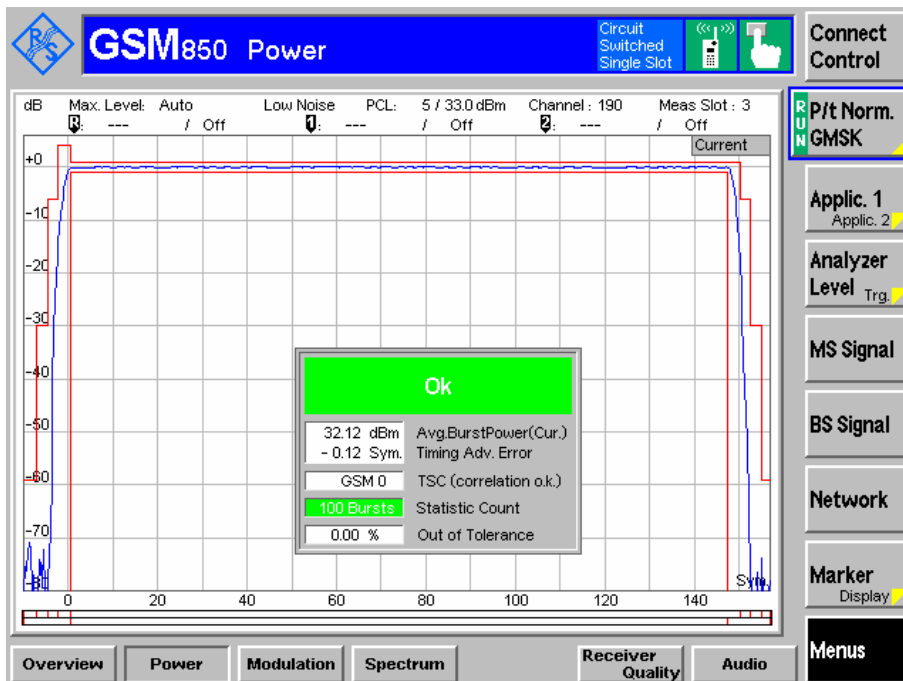 R&S
GSM850 Power
Circuit
Switched
Single Slot
Connect
Control
dB Max. Level: Auto Low Noise PCL: 5 / 33.0 dBm Channel : 190 Meas Slot : 3
R: --- / Off 1: --- / Off 2: --- / Off
Current
RUN
P/t Norm.
GMSK
Applic. 1
Applic. 2
Analyzer
Level Trg.
MS Signal
BS Signal
Network
Marker
Display
Menus
+0
-10
-20
-30
-40
-50
-60
-70
-80
Ok
32.12 dBm Avg.BurstPower(Cur.)
- 0.12 Sym. Timing Adv. Error
GSM 0 TSC (correlation o.k.)
100 Bursts Statistic Count
0.00 % Out of Tolerance
Sym.
0 20 40 60 80 100 120 140
Overview Power Modulation Spectrum Receiver Quality Audio